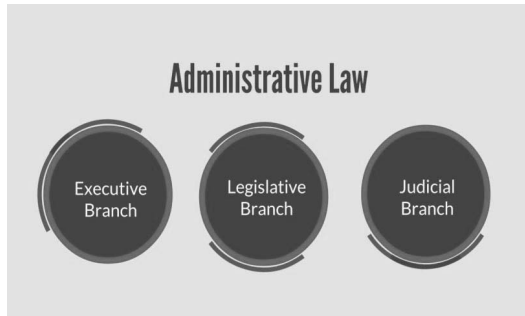 Administrative Law
Executive
Branch
Legislative
Branch
Judicial
Branch